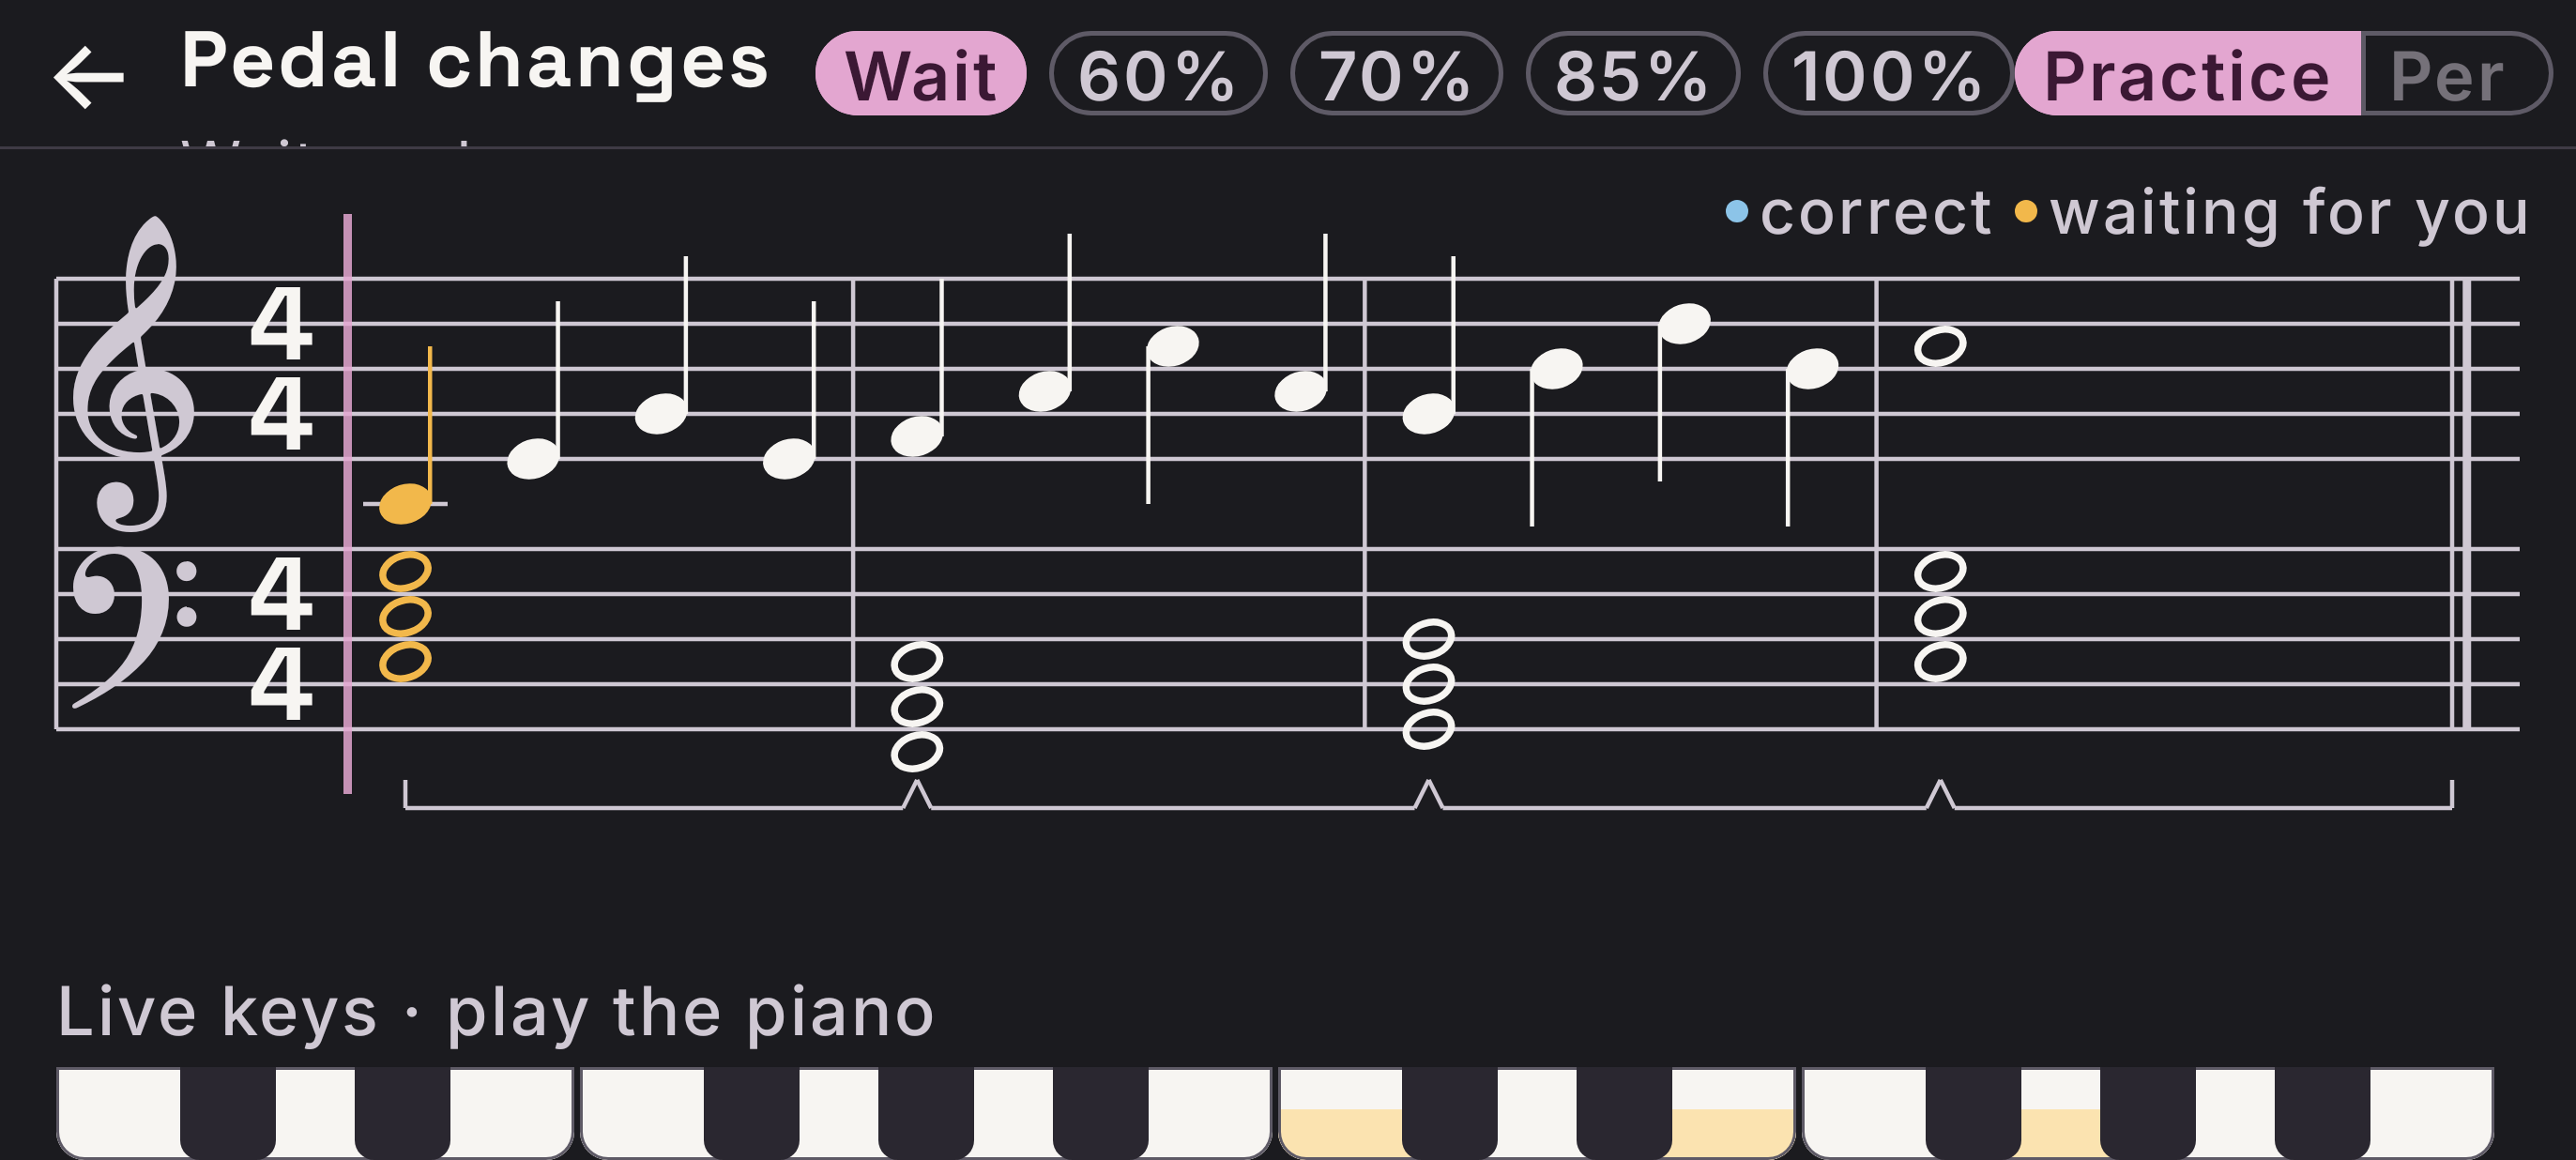 Pedal changes Wait 60% 70% 85% 100% Practice Per
correct waiting for you
4 4
4 4
Live keys · play the piano